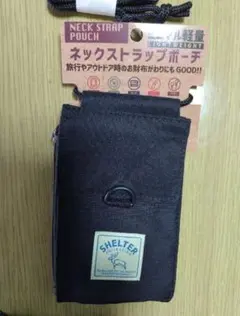 NECK STRAP
POUCH
軽量
LIGHTWEIGHT
ネックストラップポーチ
旅行やアウトドア時のお財布がわりにもGOOD!!
SHELTER